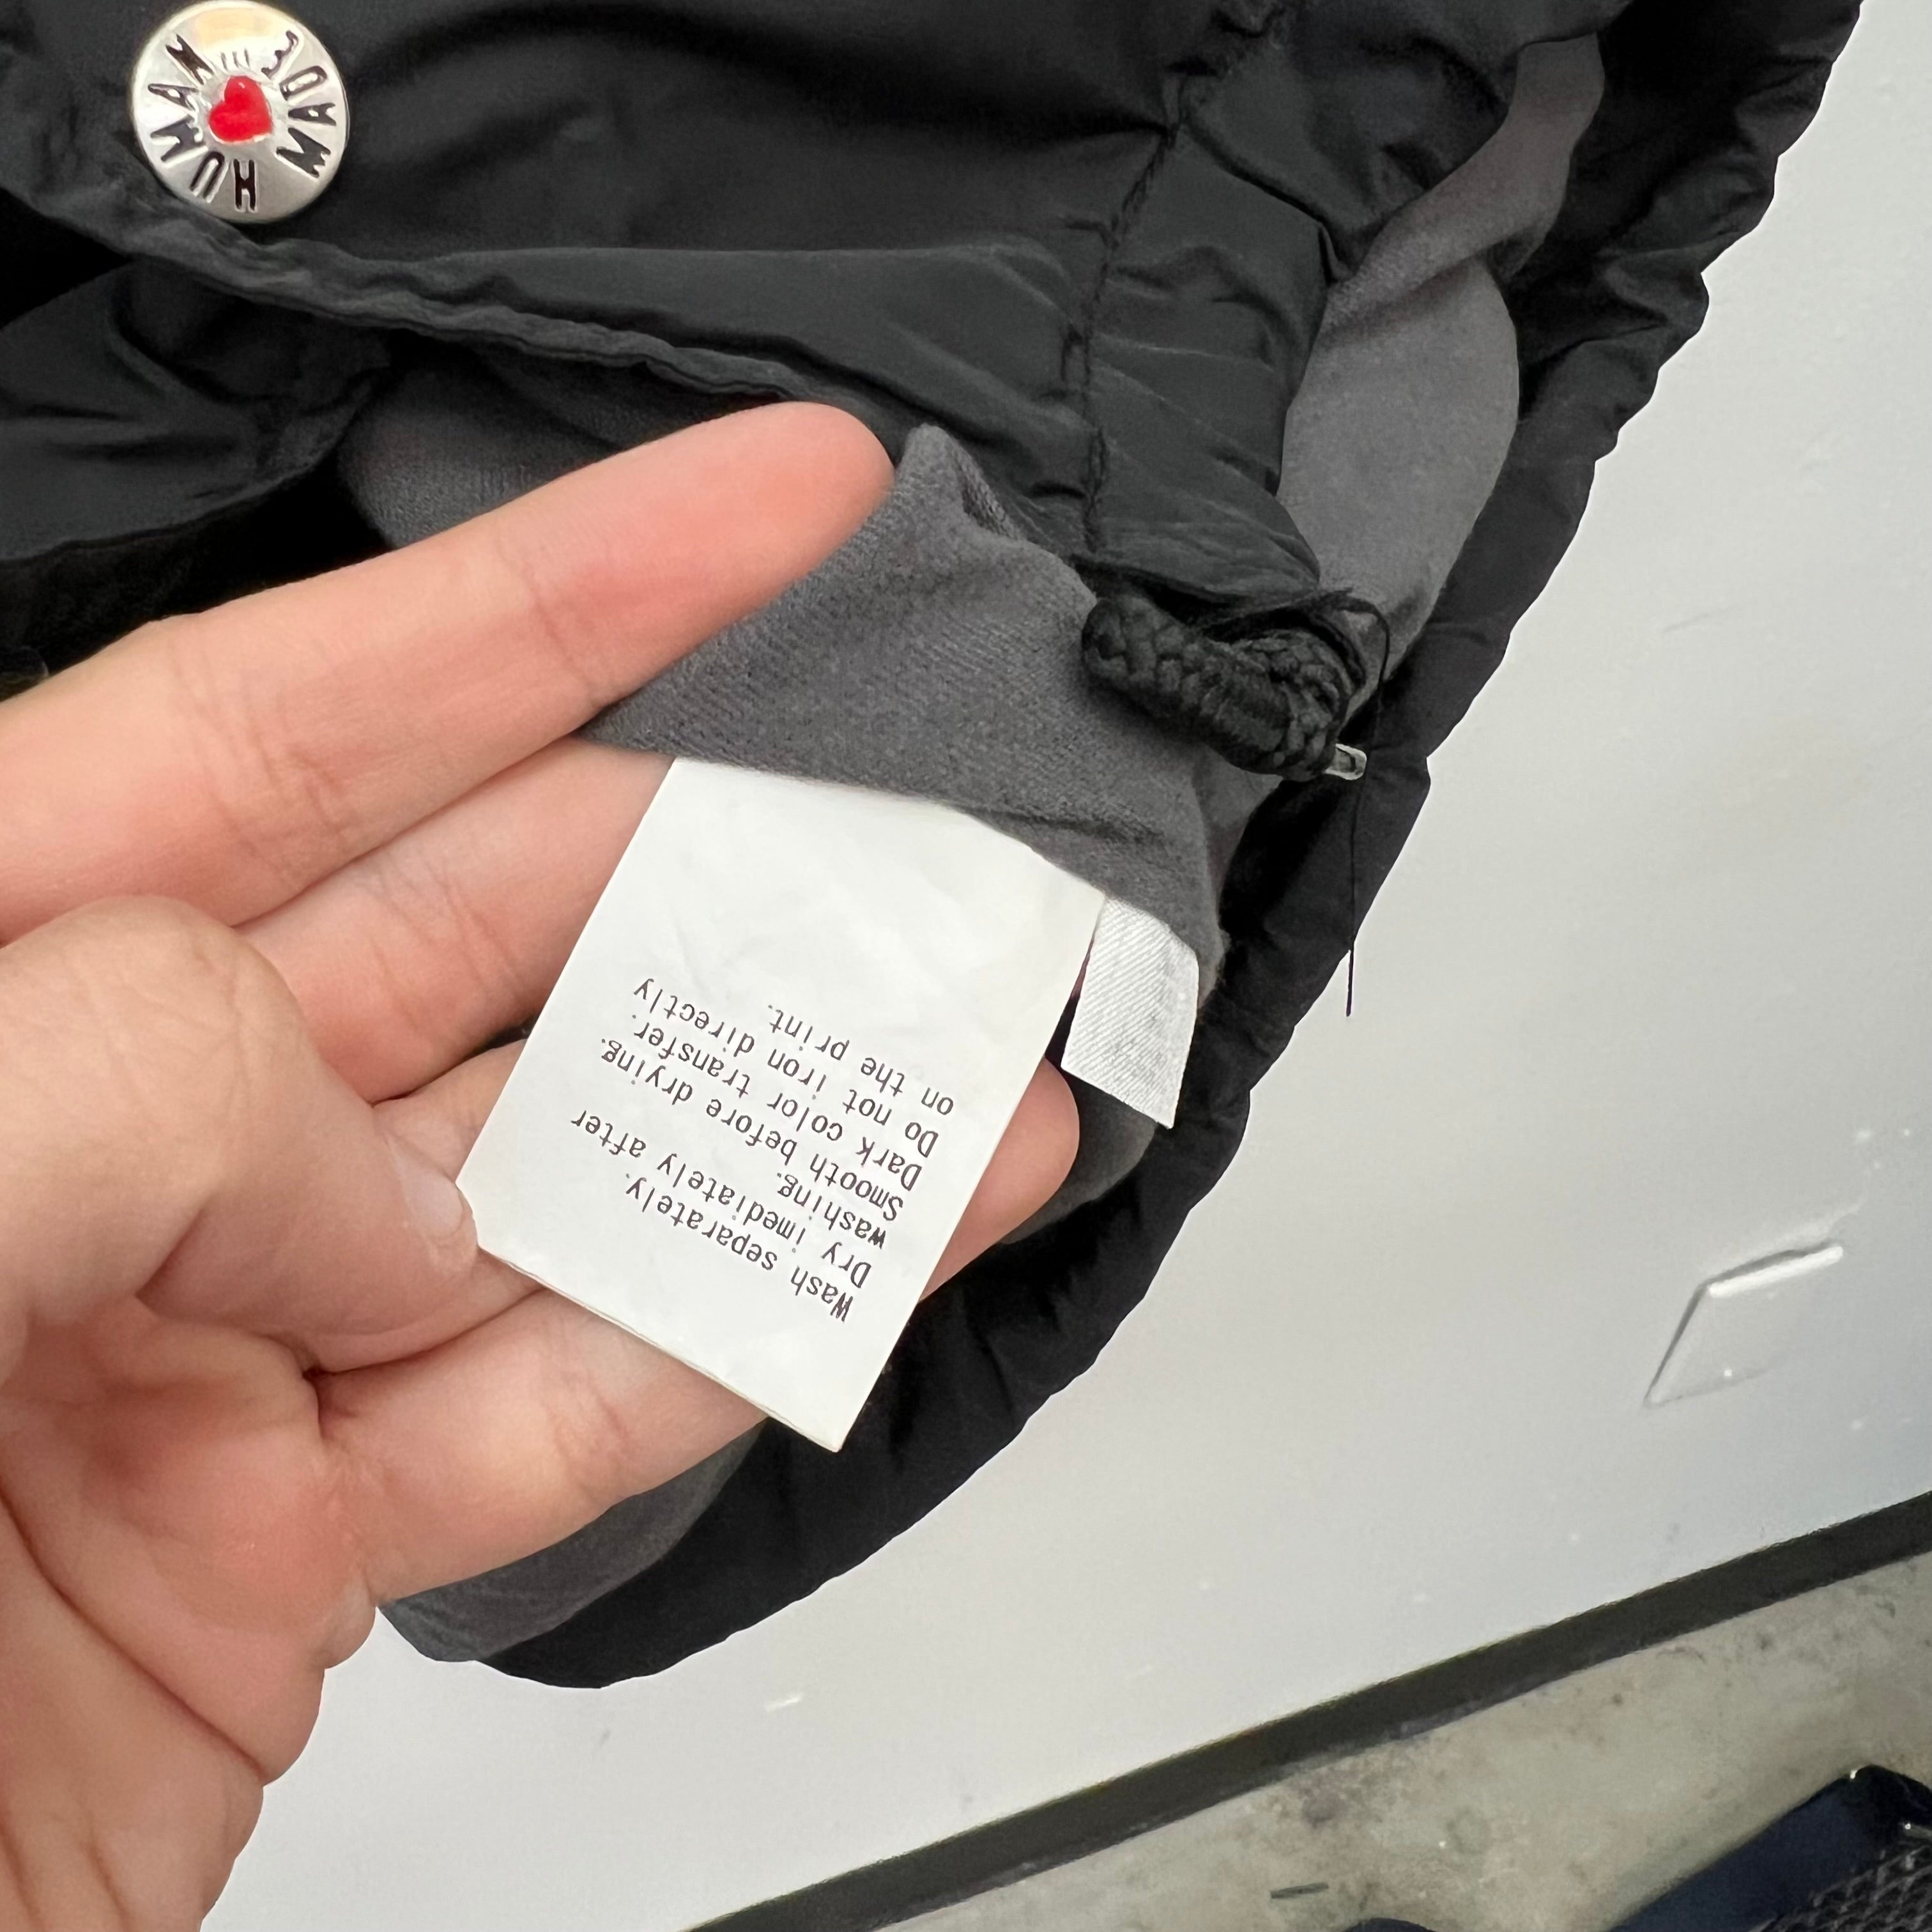 HUMAN MADE
Wash separately.
Dry imediately after
washing.
Smooth before drying.
Dark color transfer.
Do not iron directly
on the print.